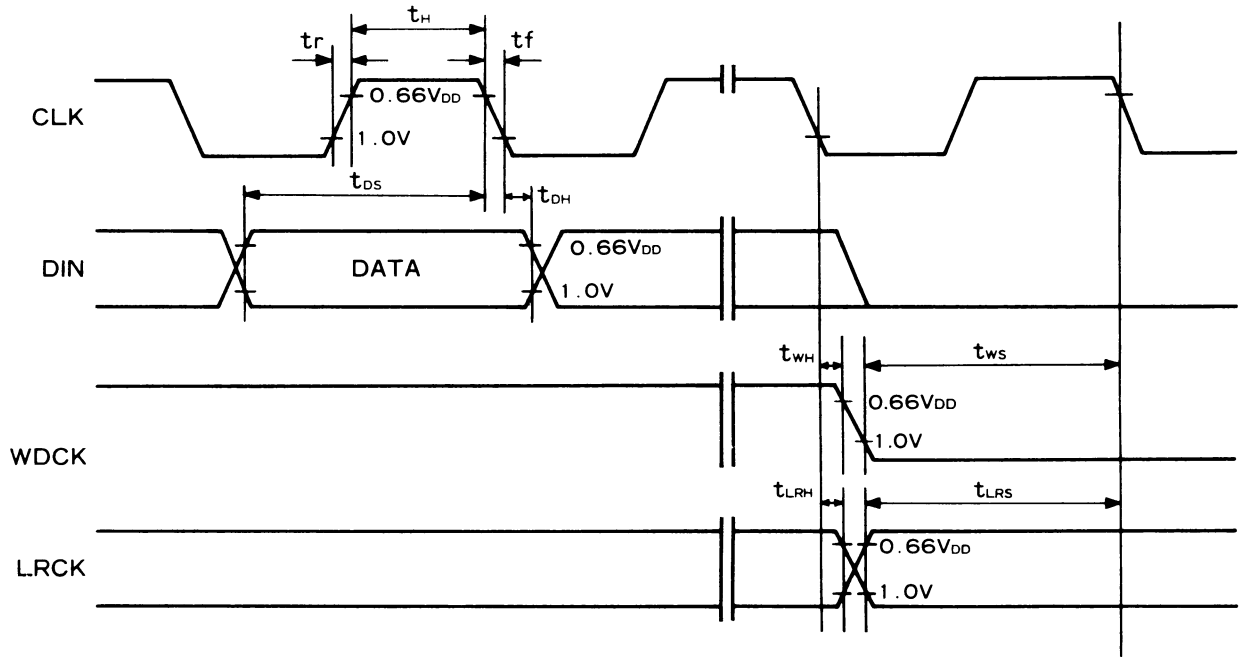 tH
tr
tf
CLK
0.66VDD
1.0V
tDS
tDH
DIN
DATA
0.66VDD
1.0V
tWH
tWS
0.66VDD
1.0V
WDCK
tLRH
tLRS
0.66VDD
1.0V
LRCK